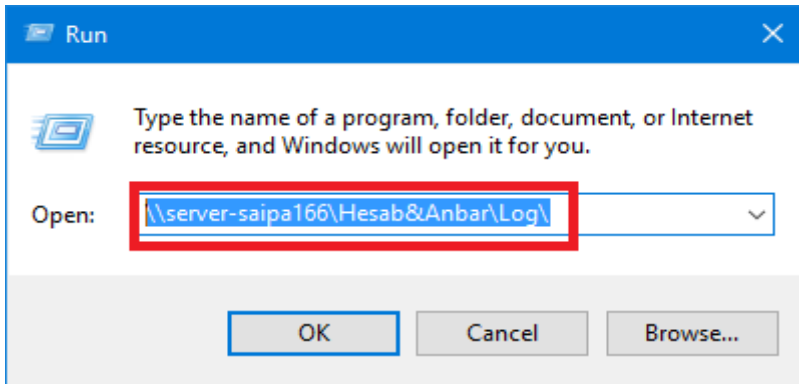 Run
Type the name of a program, folder, document, or Internet
resource, and Windows will open it for you.
Open: \\server-saipa166\Hesab&Anbar\Log\
OK Cancel Browse...